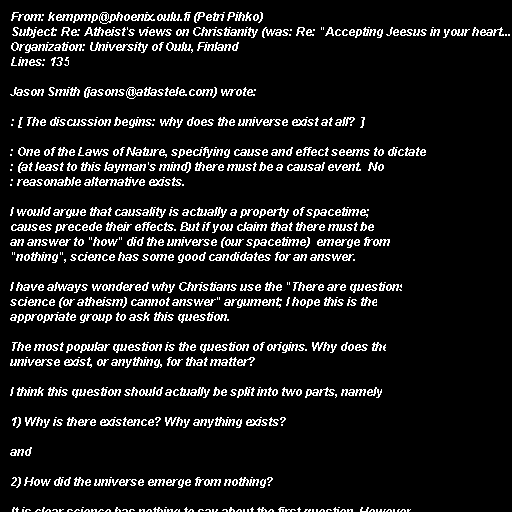 From: kempmp@phoenix.oulu.fi (Petri Pihko)
Subject: Re: Atheist's views on Christianity (was: Re: "Accepting Jeesus in your heart...
Organization: University of Oulu, Finland
Lines: 135
Jason Smith (jasons@atlastele.com) wrote:
: [ The discussion begins: why does the universe exist at all? ]
: One of the Laws of Nature, specifying cause and effect seems to dictate
: (at least to this layman's mind) there must be a causal event. No
: reasonable alternative exists.
I would argue that causality is actually a property of spacetime;
causes precede their effects. But if you claim that there must be
an answer to "how" did the universe (our spacetime) emerge from
"nothing", science has some good candidates for an answer.
I have always wondered why Christians use the "There are questions
science (or atheism) cannot answer" argument; I hope this is the
appropriate group to ask this question.
The most popular question is the question of origins. Why does the
universe exist, or anything, for that matter?
I think this question should actually be split into two parts, namely
1) Why is there existence? Why anything exists?
and
2) How did the universe emerge from nothing?
It is clear science has nothing to say about the first question. However,